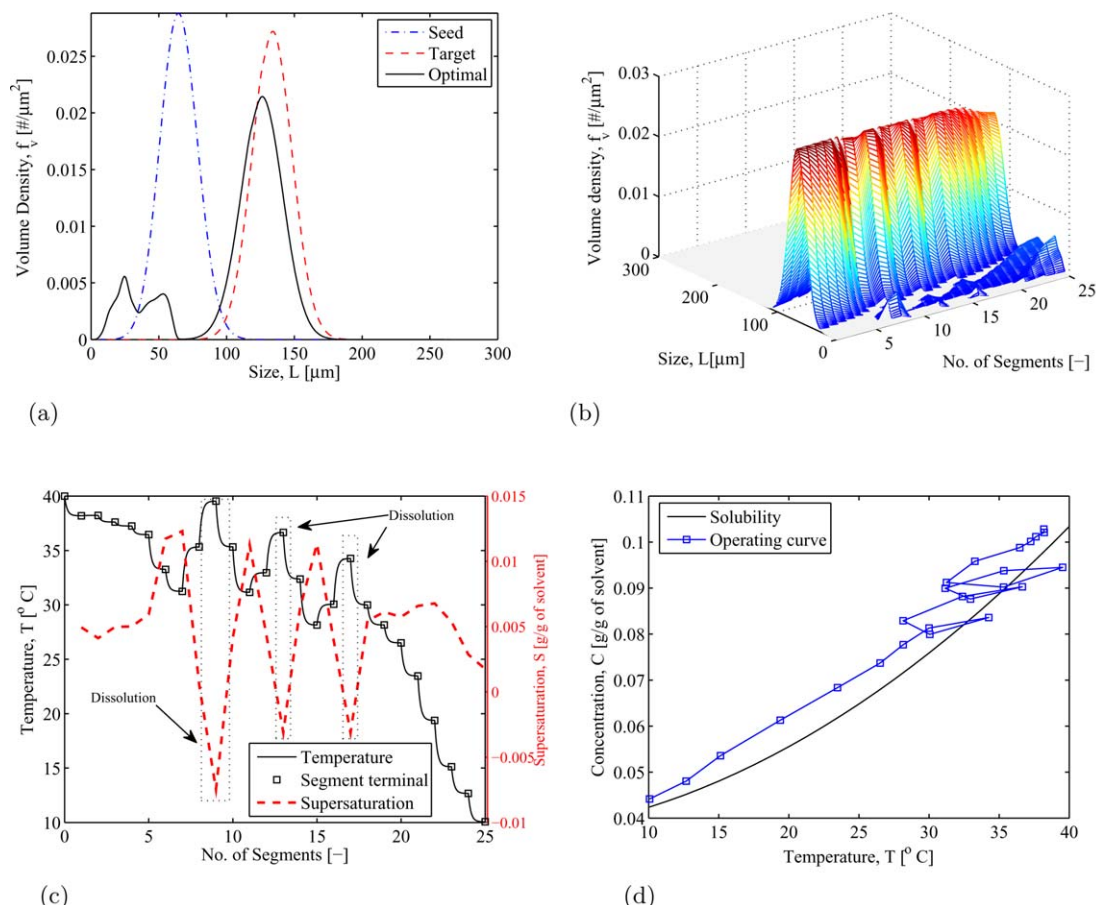 Seed
Target
Optimal
0.025
0.02
0.015
0.01
0.005
0
Volume Density, f_v [#/μm²]
0 50 100 150 200 250 300
Size, L [μm]
(a)
0.03
0.02
0.01
0
Volume density, f_v [#/μm²]
300
200
100
0
Size, L[μm]
5
10
15
20
25
No. of Segments [−]
(b)
40
35
30
25
20
15
10
Temperature, T [° C]
0.015
0.01
0.005
0
−0.005
−0.01
Supersaturation, S [g/g of solvent]
Dissolution
Dissolution
Temperature
Segment terminal
Supersaturation
0 5 10 15 20 25
No. of Segments [−]
(c)
0.11
0.1
0.09
0.08
0.07
0.06
0.05
0.04
Concentration, C [g/g of solvent]
Solubility
Operating curve
10 15 20 25 30 35 40
Temperature, T [° C]
(d)